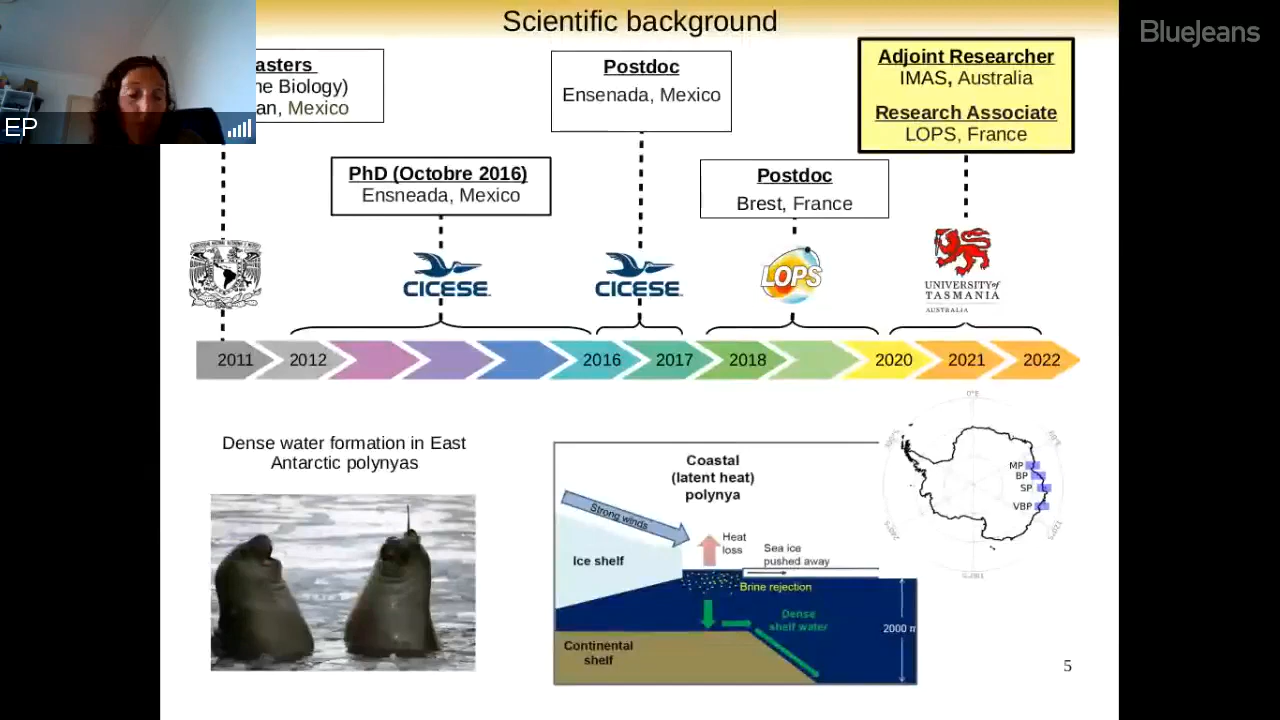 Scientific background
BlueJeans
EP
asters
ne Biology)
an, Mexico
Postdoc
Ensenada, Mexico
Adjoint Researcher
IMAS, Australia
Research Associate
LOPS, France
PhD (Octobre 2016)
Ensneada, Mexico
Postdoc
Brest, France
CICESE
CICESE
LOPS
UNIVERSITY of
TASMANIA
AUSTRALIA
2011
2012
2016
2017
2018
2020
2021
2022
Dense water formation in East
Antarctic polynyas
Coastal
(latent heat)
polynya
Strong winds
Heat
loss
Sea ice
pushed away
Ice shelf
Brine rejection
Dense
shelf water
2000 m
Continental
shelf
0°E
MP
BP
SP
VBP
5